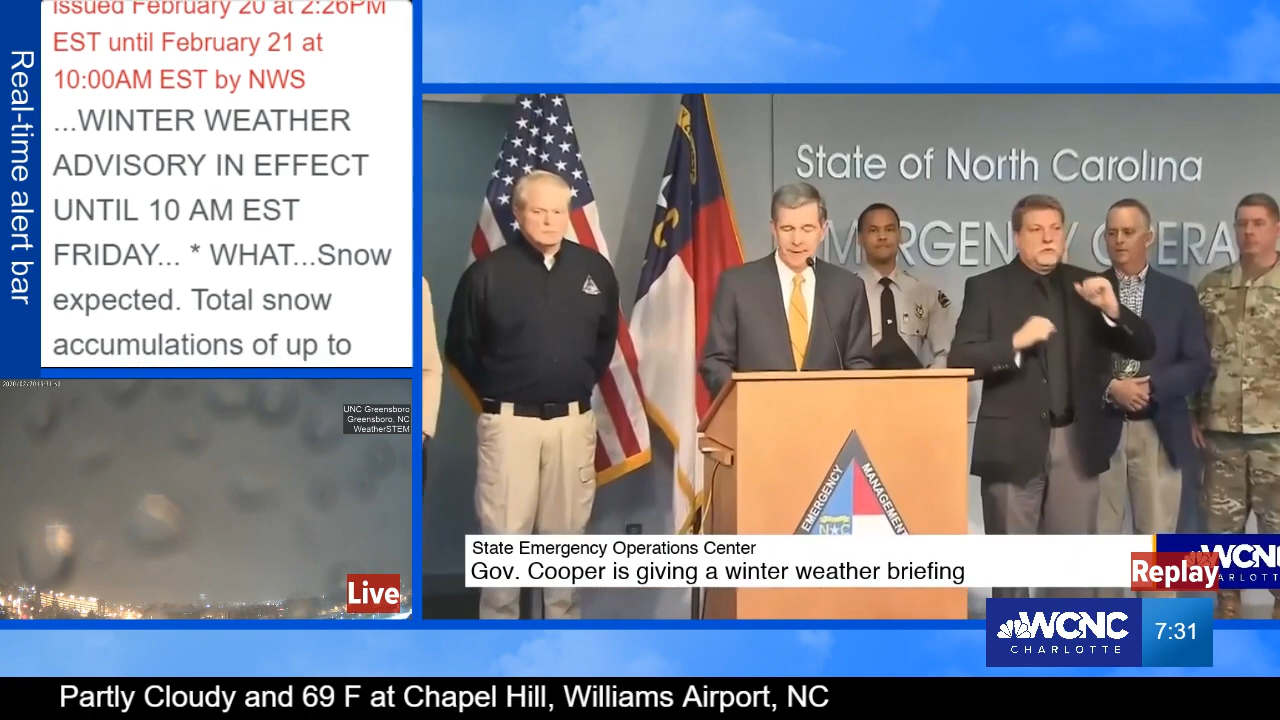 Real-time alert bar
issued February 20 at 2:26PM
EST until February 21 at
10:00AM EST by NWS
...WINTER WEATHER
ADVISORY IN EFFECT
UNTIL 10 AM EST
FRIDAY... * WHAT...Snow
expected. Total snow
accumulations of up to
UNC Greensboro
Greensboro, NC
WeatherSTEM
Live
State of North Carolina
EMERGENCY OPERA
EMERGENCY
MANAGEMENT
N C
State Emergency Operations Center
Gov. Cooper is giving a winter weather briefing
WCN
Replay
WCNC
CHARLOTTE
7:31
Partly Cloudy and 69 F at Chapel Hill, Williams Airport, NC